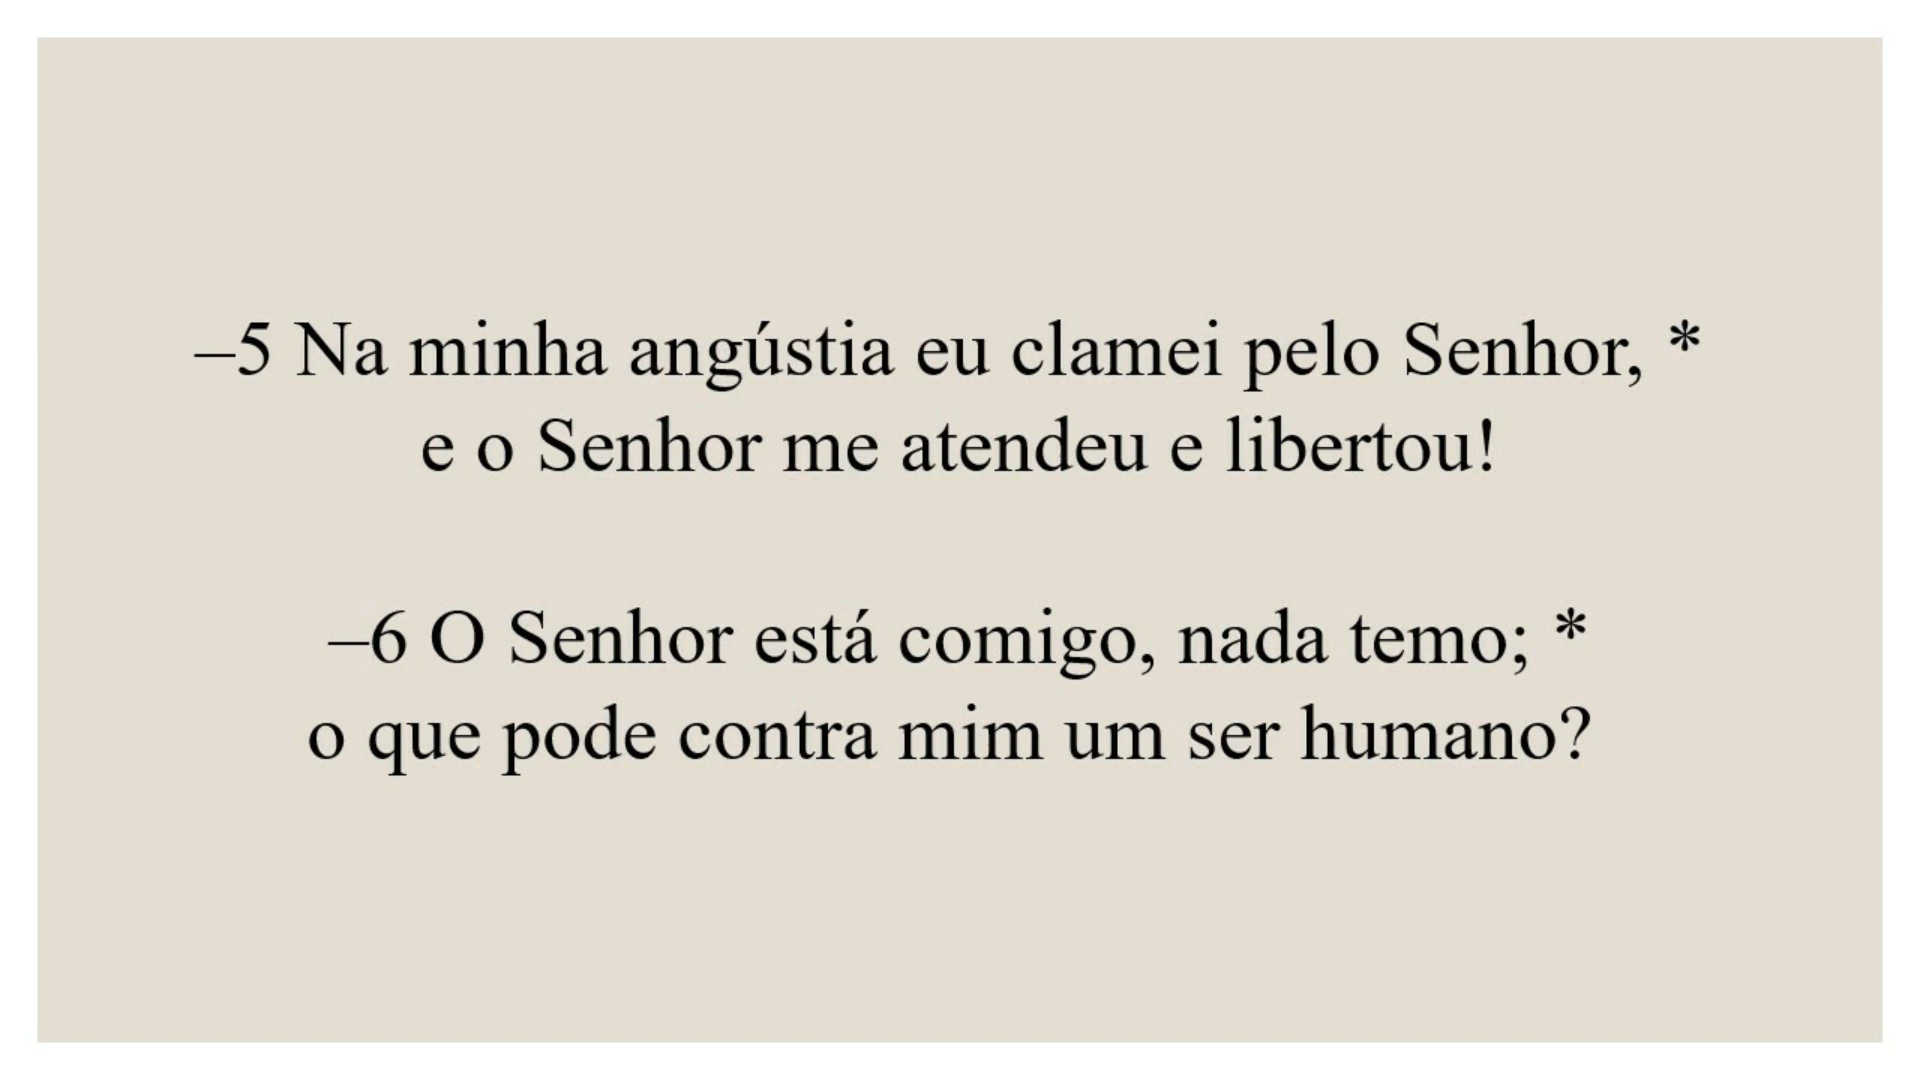 –5 Na minha angústia eu clamei pelo Senhor, *
e o Senhor me atendeu e libertou!
–6 O Senhor está comigo, nada temo; *
o que pode contra mim um ser humano?